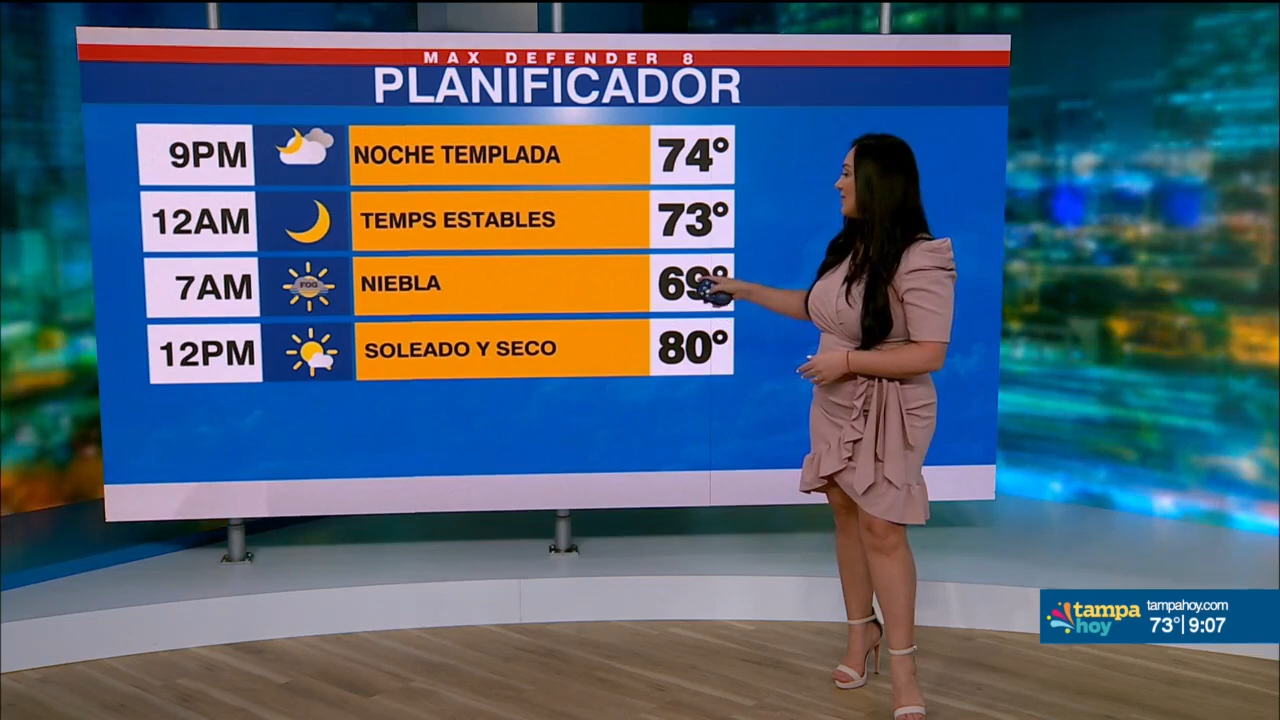 MAX DEFENDER 8
PLANIFICADOR
9PM NOCHE TEMPLADA 74°
12AM TEMPS ESTABLES 73°
7AM FOG NIEBLA 69°
12PM SOLEADO Y SECO 80°
tampa hoy
tampahoy.com
73° | 9:07